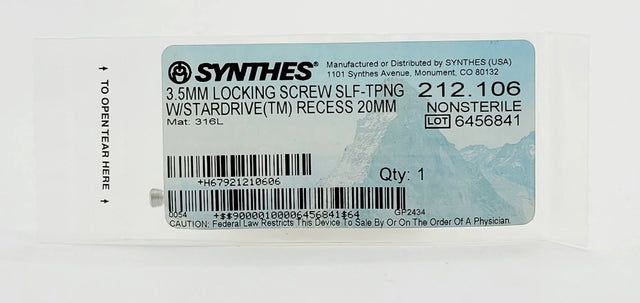 ↑ TO OPEN TEAR HERE ↑
SYNTHES®
Manufactured or Distributed by SYNTHES (USA)
1101 Synthes Avenue, Monument, CO 80132
3.5MM LOCKING SCREW SLF-TPNG
W/STARDRIVE(TM) RECESS 20MM
Mat: 316L
212.106
NONSTERILE
LOT 6456841
+H67921210606
Qty: 1
0054 +$$9000010006456841$64 GP2434
CAUTION: Federal Law Restricts This Device To Sale By Or On The Order Of A Physician.